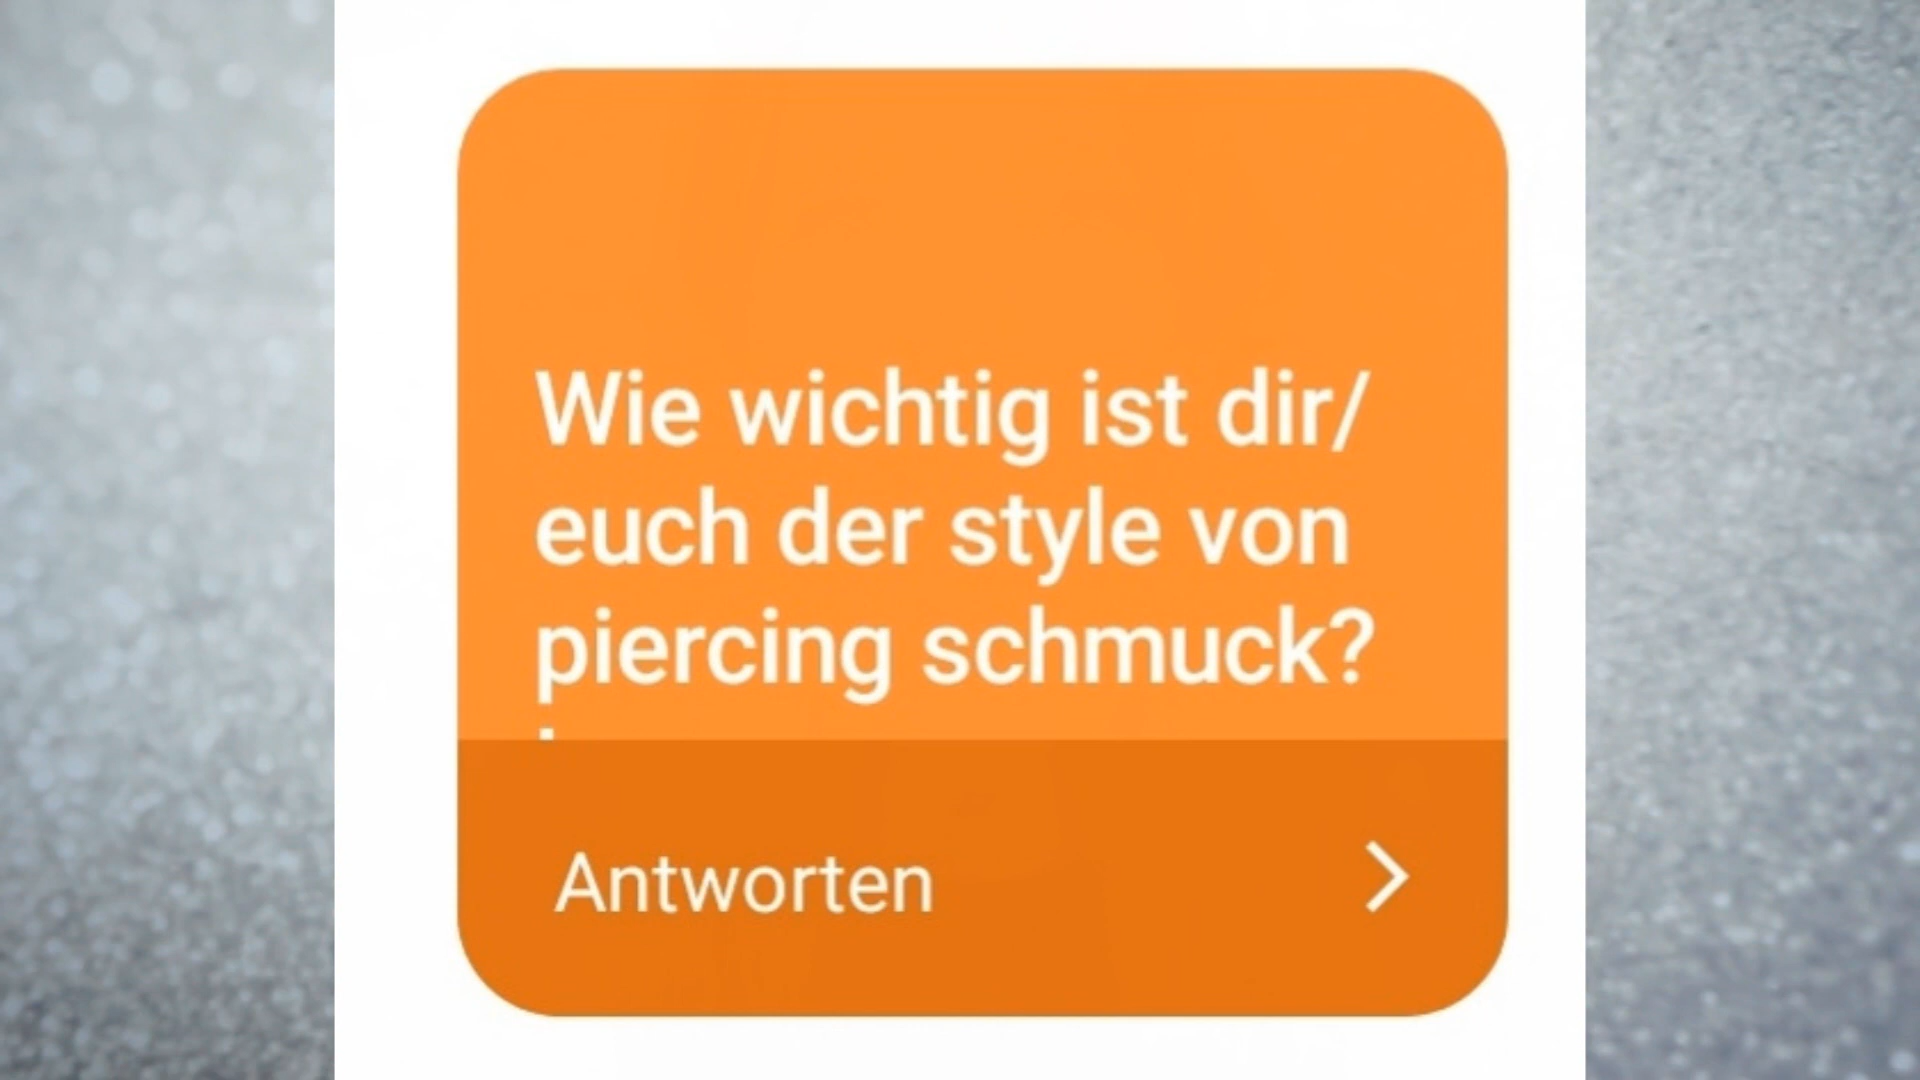 Wie wichtig ist dir/
euch der style von
piercing schmuck?
Antworten